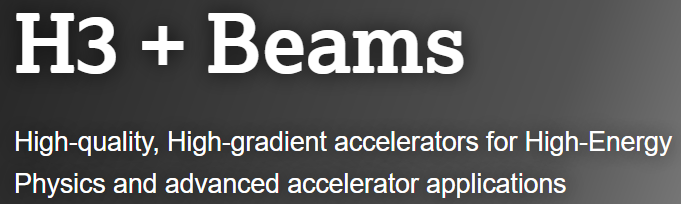 H3 + Beams
High-quality, High-gradient accelerators for High-Energy
Physics and advanced accelerator applications